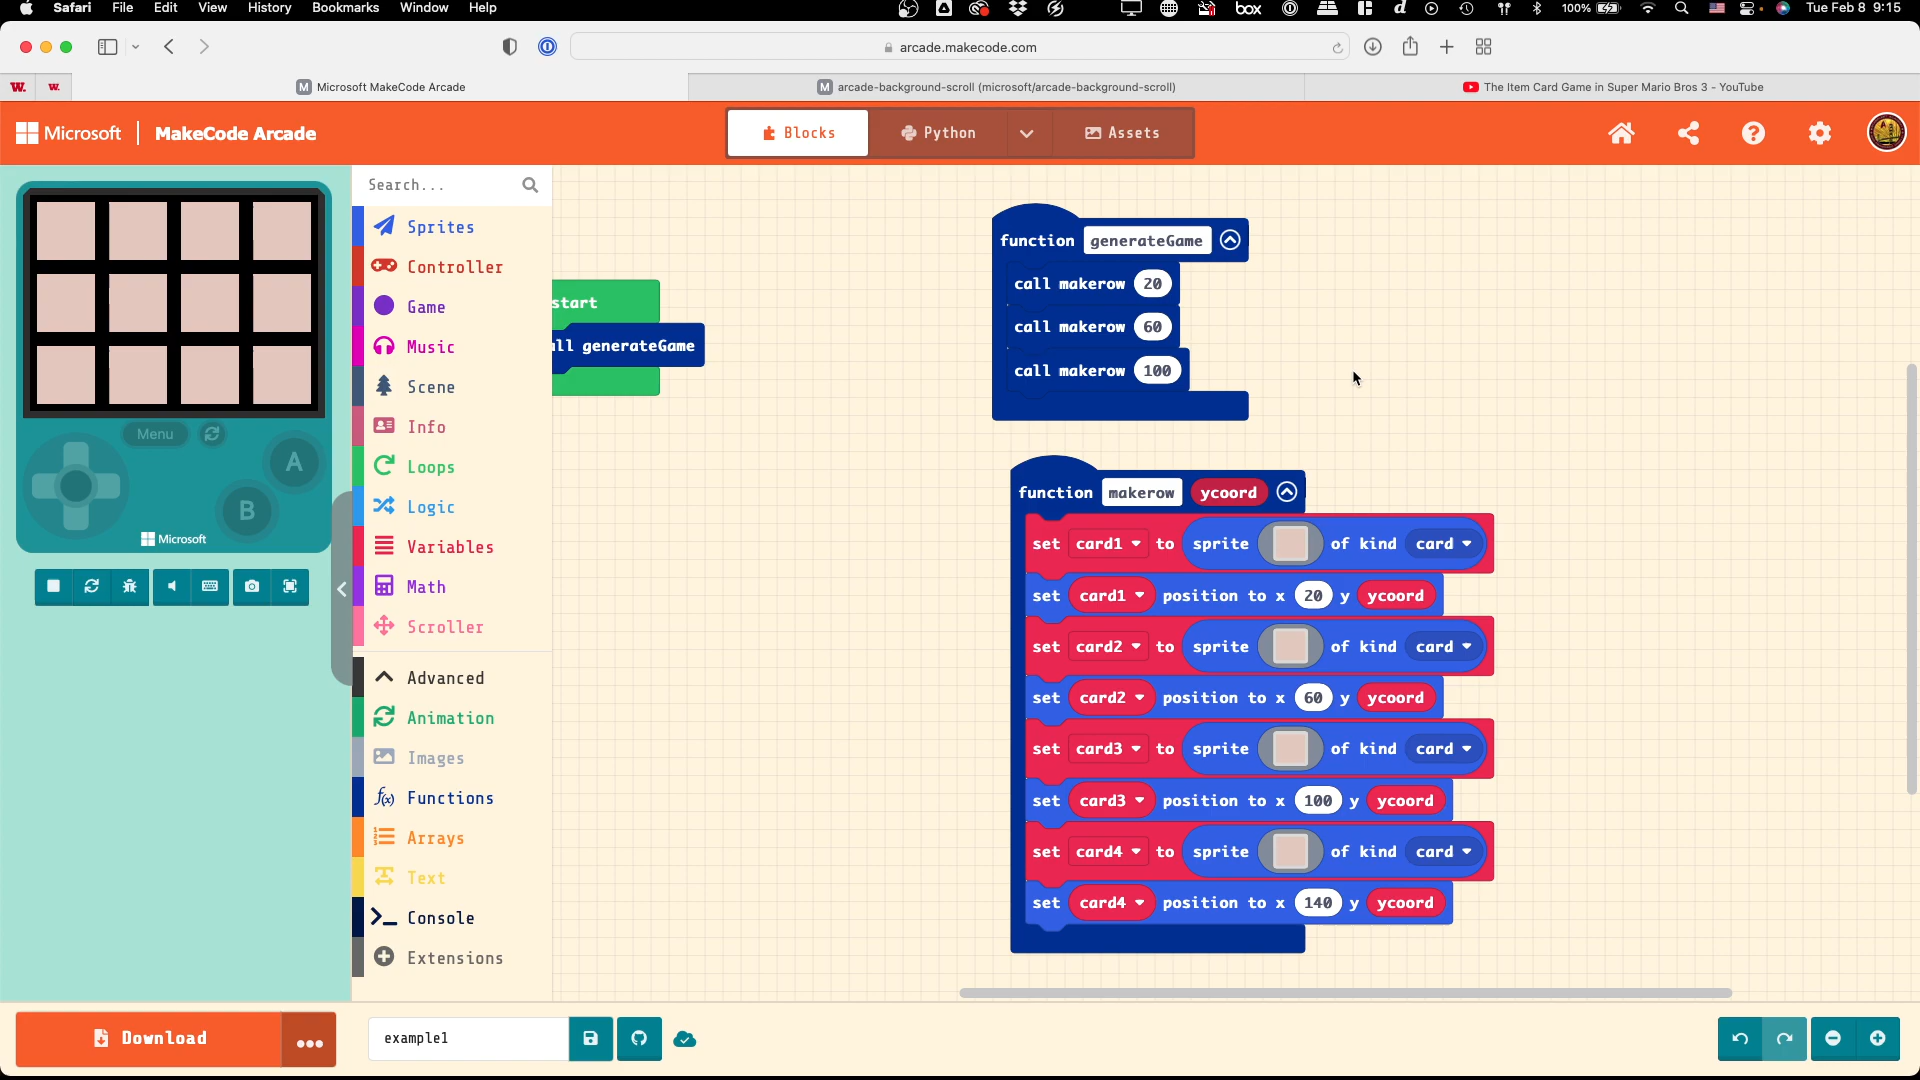 Safari File Edit View History Bookmarks Window Help box 100% Tue Feb 8 9:15
arcade.makecode.com
W. W. M Microsoft MakeCode Arcade M arcade-background-scroll (microsoft/arcade-background-scroll) The Item Card Game in Super Mario Bros 3 - YouTube
Microsoft MakeCode Arcade Blocks Python Assets
Search...
Sprites
Controller
Game
Music
Scene
Info
Loops
Logic
Variables
Math
Scroller
Advanced
Animation
Images
Functions
Arrays
Text
Console
Extensions
Menu
A
B
Microsoft
start
ll generateGame
function generateGame
call makerow 20
call makerow 60
call makerow 100
function makerow ycoord
set card1 to sprite of kind card
set card1 position to x 20 y ycoord
set card2 to sprite of kind card
set card2 position to x 60 y ycoord
set card3 to sprite of kind card
set card3 position to x 100 y ycoord
set card4 to sprite of kind card
set card4 position to x 140 y ycoord
Download ... example1